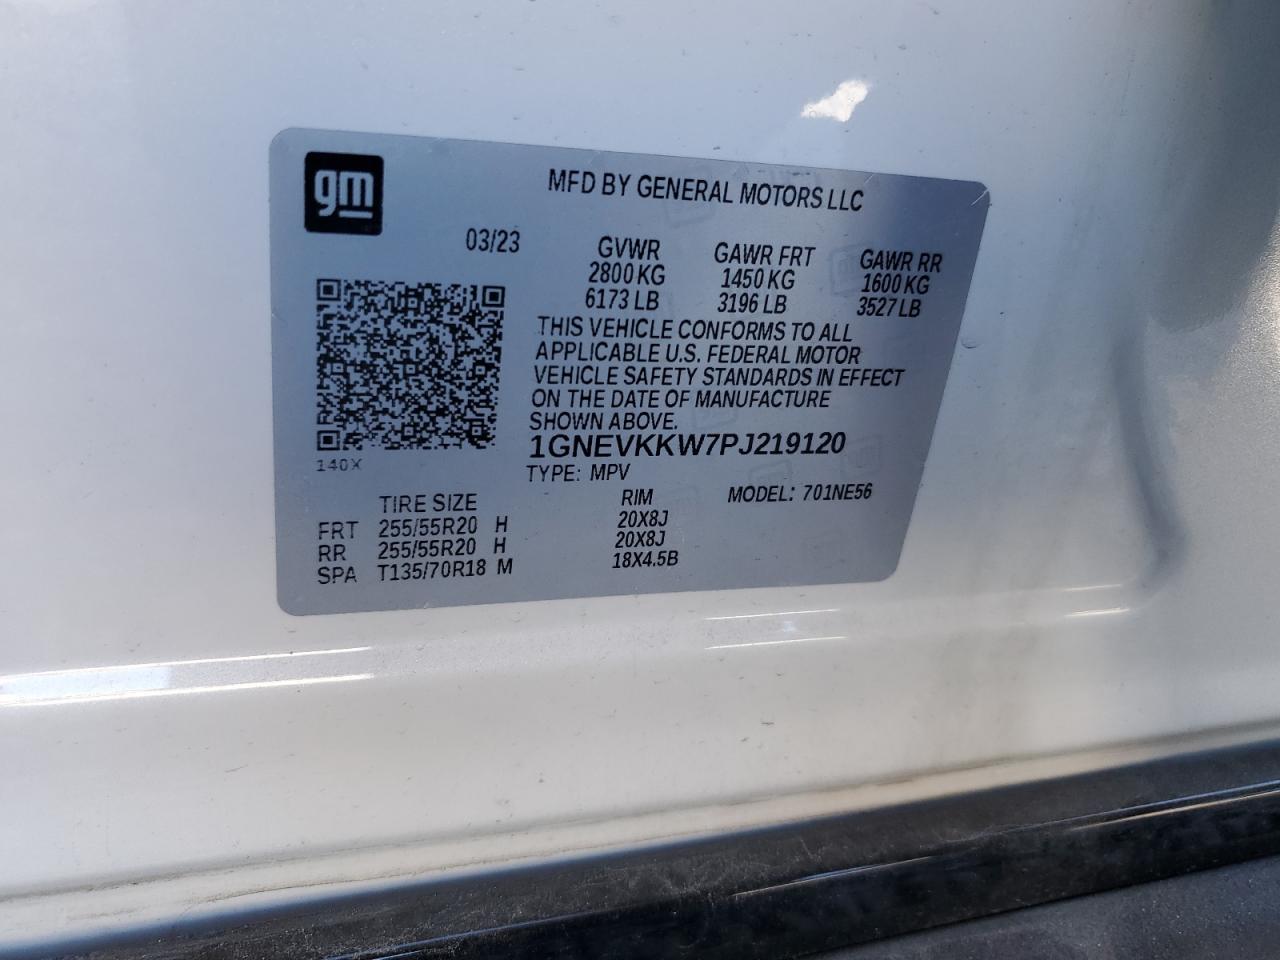 gm
MFD BY GENERAL MOTORS LLC
03/23 GVWR GAWR FRT GAWR RR
2800 KG 1450 KG 1600 KG
6173 LB 3196 LB 3527 LB
THIS VEHICLE CONFORMS TO ALL
APPLICABLE U.S. FEDERAL MOTOR
VEHICLE SAFETY STANDARDS IN EFFECT
ON THE DATE OF MANUFACTURE
SHOWN ABOVE.
1GNEVKKW7PJ219120
140X
TYPE: MPV
TIRE SIZE RIM MODEL: 701NE56
FRT 255/55R20 H 20X8J
RR 255/55R20 H 20X8J
SPA T135/70R18 M 18X4.5B